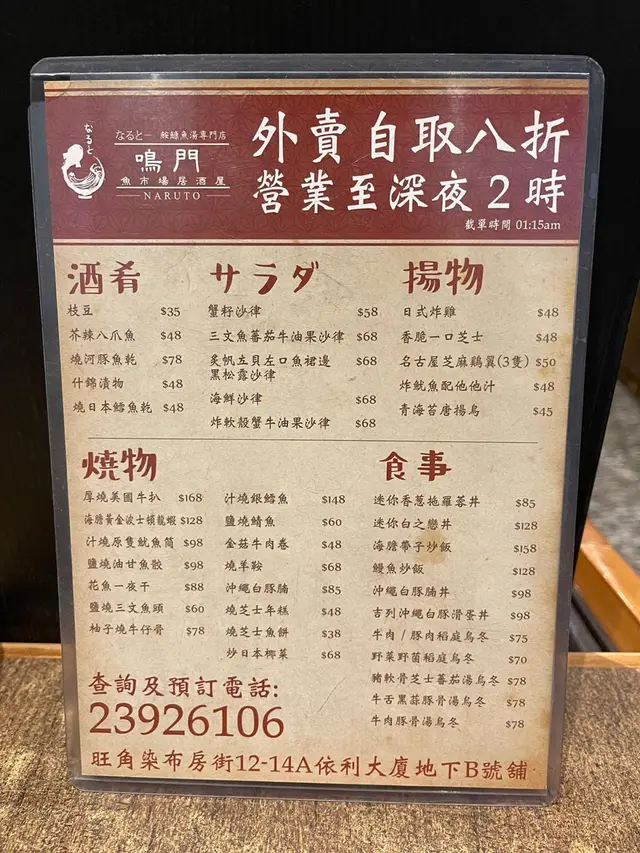 なると
なると一 鮟鱇魚湯専門店
鳴門
魚市場居酒屋
NARUTO
外賣自取八折
營業至深夜2時
截單時間 01:15am
酒肴
枝豆 $35
芥辣八爪魚 $48
燒河豚魚乾 $78
什錦漬物 $48
燒日本鱈魚乾 $48
サラダ
蟹籽沙律 $58
三文魚蕃茄牛油果沙律 $68
炙帆立貝左口魚裙邊 $68
黑松露沙律
海鮮沙律 $68
炸軟殼蟹牛油果沙律 $68
揚物
日式炸雞 $48
香脆一口芝士 $48
名古屋芝麻鷄翼(3隻) $50
炸魷魚配他他汁 $48
青海苔唐揚鳥 $45
燒物
厚燒美國牛扒 $168
海膽黃金波士頓龍蝦 $128
汁燒原隻魷魚筒 $98
鹽燒油甘魚骹 $98
花魚一夜干 $88
鹽燒三文魚頭 $60
柚子燒牛仔骨 $78
汁燒銀鱈魚 $148
鹽燒鯖魚 $60
金菇牛肉卷 $48
燒羊鞍 $68
沖繩白豚腩 $85
燒芝士年糕 $48
燒芝士魚餅 $38
炒日本椰菜 $68
食事
迷你香蔥拖羅蓉丼 $85
迷你白之戀丼 $128
海膽帶子炒飯 $158
鰻魚炒飯 $128
沖繩白豚腩丼 $98
吉列沖繩白豚滑蛋丼 $98
牛肉 / 豚肉稻庭烏冬 $75
野菜野菌稻庭烏冬 $70
豬軟骨芝士蕃茄湯烏冬 $78
牛舌黑蒜豚骨湯烏冬 $78
牛肉豚骨湯烏冬 $78
查詢及預訂電話:
23926106
旺角染布房街12-14A依利大廈地下B號舖